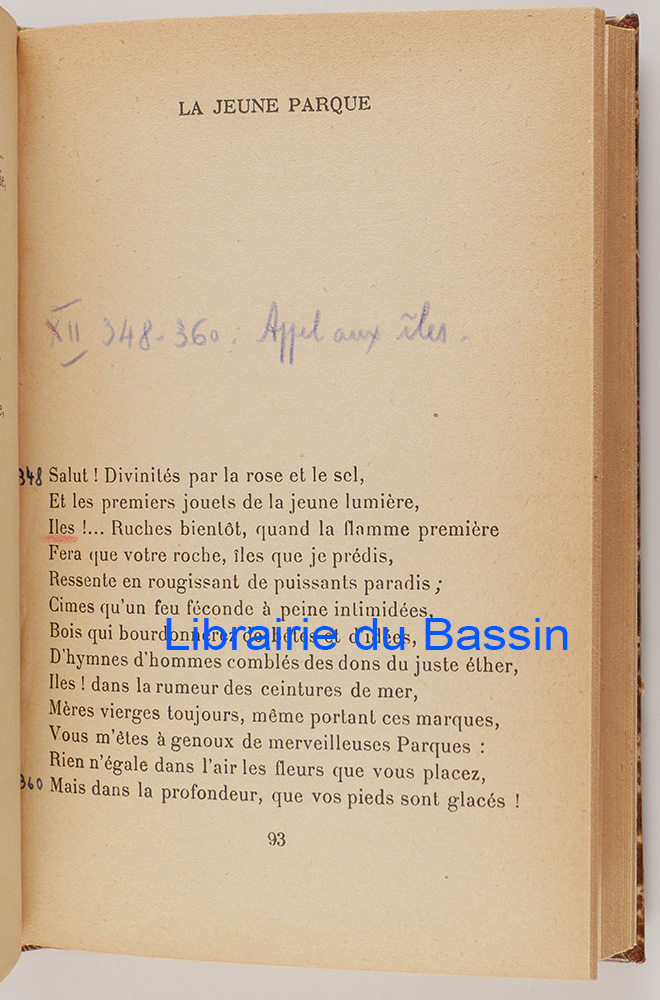 LA JEUNE PARQUE
XII 348-360. Appel aux îles.
348 Salut ! Divinités par la rose et le sel,
Et les premiers jouets de la jeune lumière,
Iles !... Ruches bientôt, quand la flamme première
Fera que votre roche, îles que je prédis,
Ressente en rougissant de puissants paradis ;
Cimes qu'un feu féconde à peine intimidées,
Bois qui bourdonnerez de bêtes et d'idées,
Librairie du Bassin
D'hymnes d'hommes comblés des dons du juste éther,
Iles ! dans la rumeur des ceintures de mer,
Mères vierges toujours, même portant ces marques,
Vous m'êtes à genoux de merveilleuses Parques :
Rien n'égale dans l'air les fleurs que vous placez,
360 Mais dans la profondeur, que vos pieds sont glacés !
93